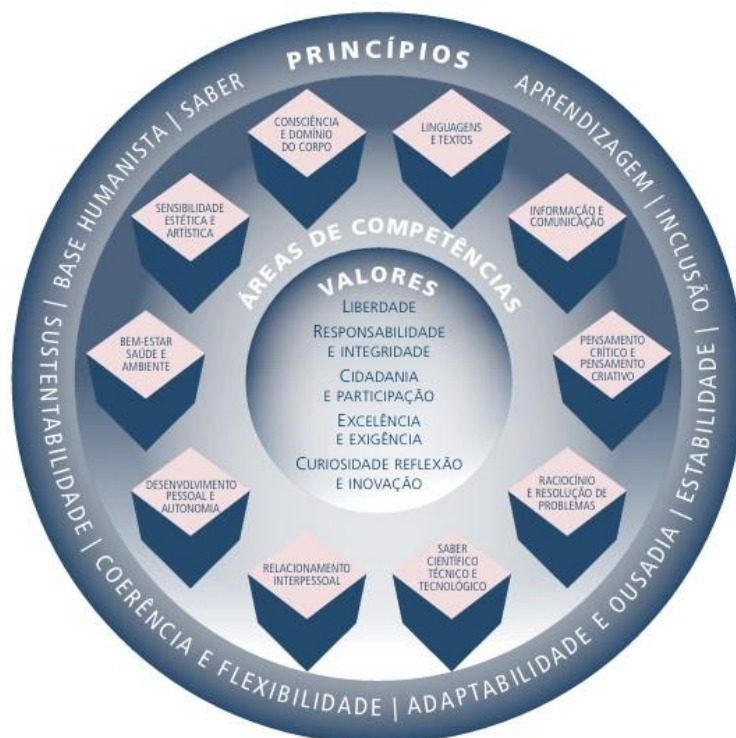 PRINCÍPIOS
SUSTENTABILIDADE | BASE HUMANISTA | SABER
APRENDIZAGEM | INCLUSÃO | ESTABILIDADE |
COERÊNCIA E FLEXIBILIDADE | ADAPTABILIDADE E OUSADIA |
ÁREAS DE COMPETÊNCIAS
CONSCIÊNCIA
E DOMÍNIO
DO CORPO
LINGUAGENS
E TEXTOS
INFORMAÇÃO E
COMUNICAÇÃO
PENSAMENTO
CRÍTICO E
PENSAMENTO
CRIATIVO
RACIOCÍNIO
E RESOLUÇÃO DE
PROBLEMAS
SABER
CIENTÍFICO
TÉCNICO E
TECNOLÓGICO
RELACIONAMENTO
INTERPESSOAL
DESENVOLVIMENTO
PESSOAL E
AUTONOMIA
BEM-ESTAR
SAÚDE E
AMBIENTE
SENSIBILIDADE
ESTÉTICA E
ARTÍSTICA
VALORES
LIBERDADE
RESPONSABILIDADE
E INTEGRIDADE
CIDADANIA
E PARTICIPAÇÃO
EXCELÊNCIA
E EXIGÊNCIA
CURIOSIDADE REFLEXÃO
E INOVAÇÃO